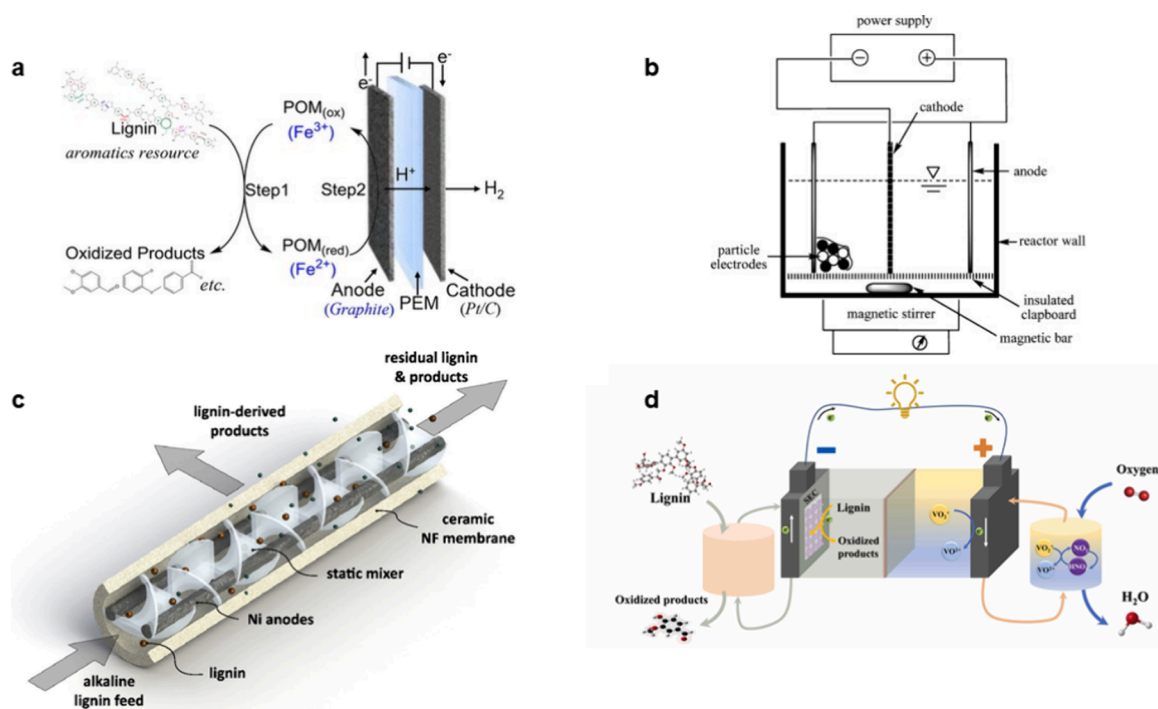 a
Lignin
aromatics resource
Step1
Oxidized Products
etc.
POM(ox)
(Fe3+)
Step2
POM(red)
(Fe2+)
e-
e-
H+
H2
Anode
(Graphite)
PEM
Cathode
(Pt/C)
b
power supply
−
+
cathode
anode
reactor wall
particle
electrodes
insulated
clapboard
magnetic stirrer
magnetic bar
c
residual lignin
& products
lignin-derived
products
ceramic
NF membrane
static mixer
Ni anodes
lignin
alkaline
lignin feed
d
Lignin
Oxidized products
SEC
Lignin
Oxidized
products
VO2+
VO2+
Oxygen
VO2+
VO2+
NO
HNO
H2O